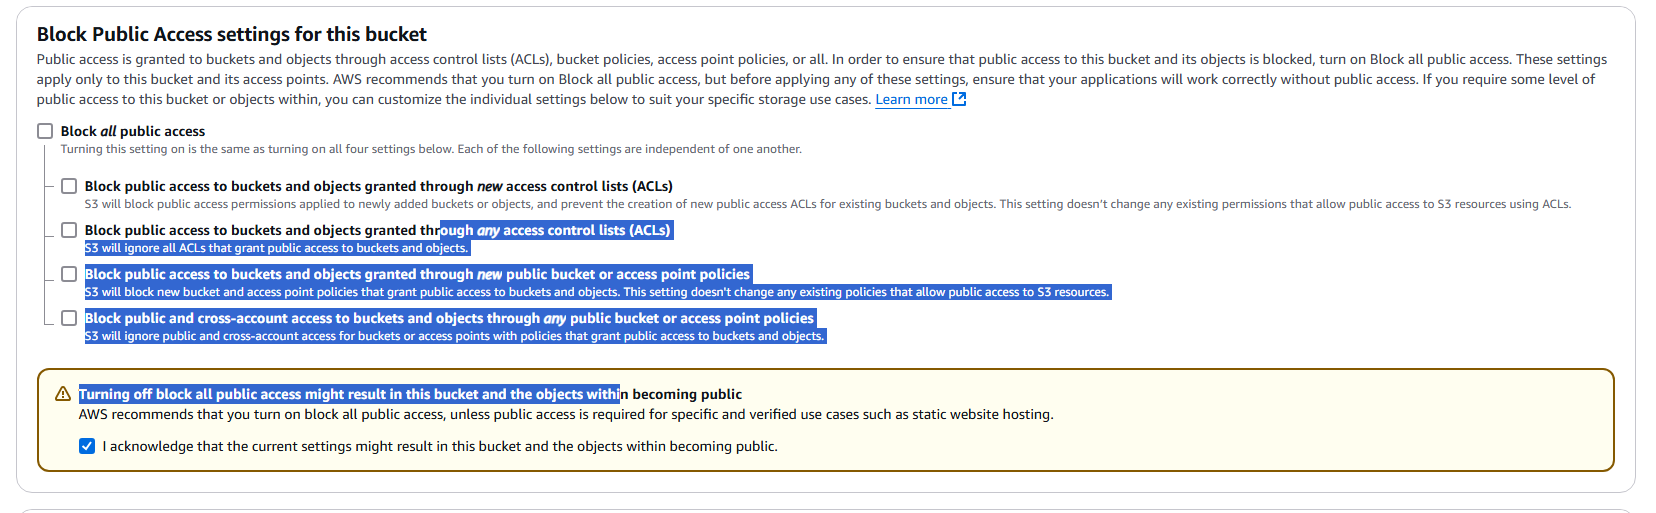 Block Public Access settings for this bucket
Public access is granted to buckets and objects through access control lists (ACLs), bucket policies, access point policies, or all. In order to ensure that public access to this bucket and its objects is blocked, turn on Block all public access. These settings
apply only to this bucket and its access points. AWS recommends that you turn on Block all public access, but before applying any of these settings, ensure that your applications will work correctly without public access. If you require some level of
public access to this bucket or objects within, you can customize the individual settings below to suit your specific storage use cases. Learn more
Block all public access
Turning this setting on is the same as turning on all four settings below. Each of the following settings are independent of one another.
Block public access to buckets and objects granted through new access control lists (ACLs)
S3 will block public access permissions applied to newly added buckets or objects, and prevent the creation of new public access ACLs for existing buckets and objects. This setting doesn't change any existing permissions that allow public access to S3 resources using ACLs.
Block public access to buckets and objects granted through any access control lists (ACLs)
S3 will ignore all ACLs that grant public access to buckets and objects.
Block public access to buckets and objects granted through new public bucket or access point policies
S3 will block new bucket and access point policies that grant public access to buckets and objects. This setting doesn't change any existing policies that allow public access to S3 resources.
Block public and cross-account access to buckets and objects through any public bucket or access point policies
S3 will ignore public and cross-account access for buckets or access points with policies that grant public access to buckets and objects.
Turning off block all public access might result in this bucket and the objects within becoming public
AWS recommends that you turn on block all public access, unless public access is required for specific and verified use cases such as static website hosting.
I acknowledge that the current settings might result in this bucket and the objects within becoming public.